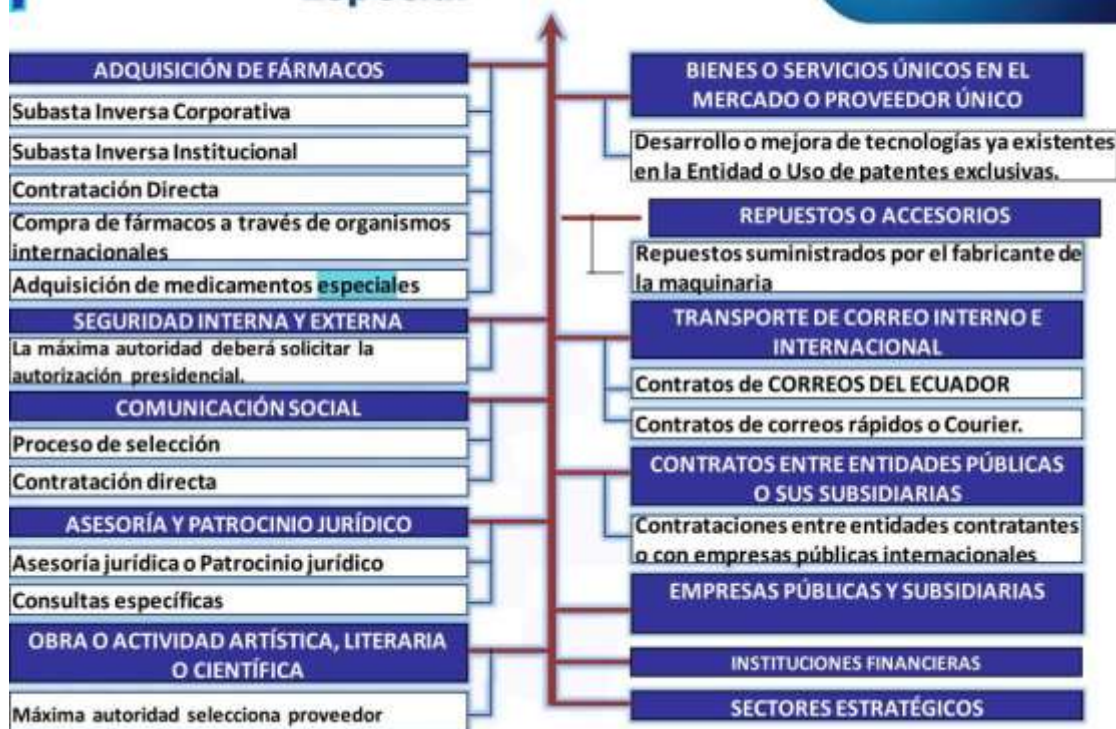 ADQUISICIÓN DE FÁRMACOS
Subasta Inversa Corporativa
Subasta Inversa Institucional
Contratación Directa
Compra de fármacos a través de organismos
internacionales
Adquisición de medicamentos especiales
SEGURIDAD INTERNA Y EXTERNA
La máxima autoridad deberá solicitar la
autorización presidencial.
COMUNICACIÓN SOCIAL
Proceso de selección
Contratación directa
ASESORÍA Y PATROCINIO JURÍDICO
Asesoría jurídica o Patrocinio jurídico
Consultas específicas
OBRA O ACTIVIDAD ARTÍSTICA, LITERARIA
O CIENTÍFICA
Máxima autoridad selecciona proveedor
BIENES O SERVICIOS ÚNICOS EN EL
MERCADO O PROVEEDOR ÚNICO
Desarrollo o mejora de tecnologías ya existentes
en la Entidad o Uso de patentes exclusivas.
REPUESTOS O ACCESORIOS
Repuestos suministrados por el fabricante de
la maquinaria
TRANSPORTE DE CORREO INTERNO E
INTERNACIONAL
Contratos de CORREOS DEL ECUADOR
Contratos de correos rápidos o Courier.
CONTRATOS ENTRE ENTIDADES PÚBLICAS
O SUS SUBSIDIARIAS
Contrataciones entre entidades contratantes
o con empresas públicas internacionales
EMPRESAS PÚBLICAS Y SUBSIDIARIAS
INSTITUCIONES FINANCIERAS
SECTORES ESTRATÉGICOS